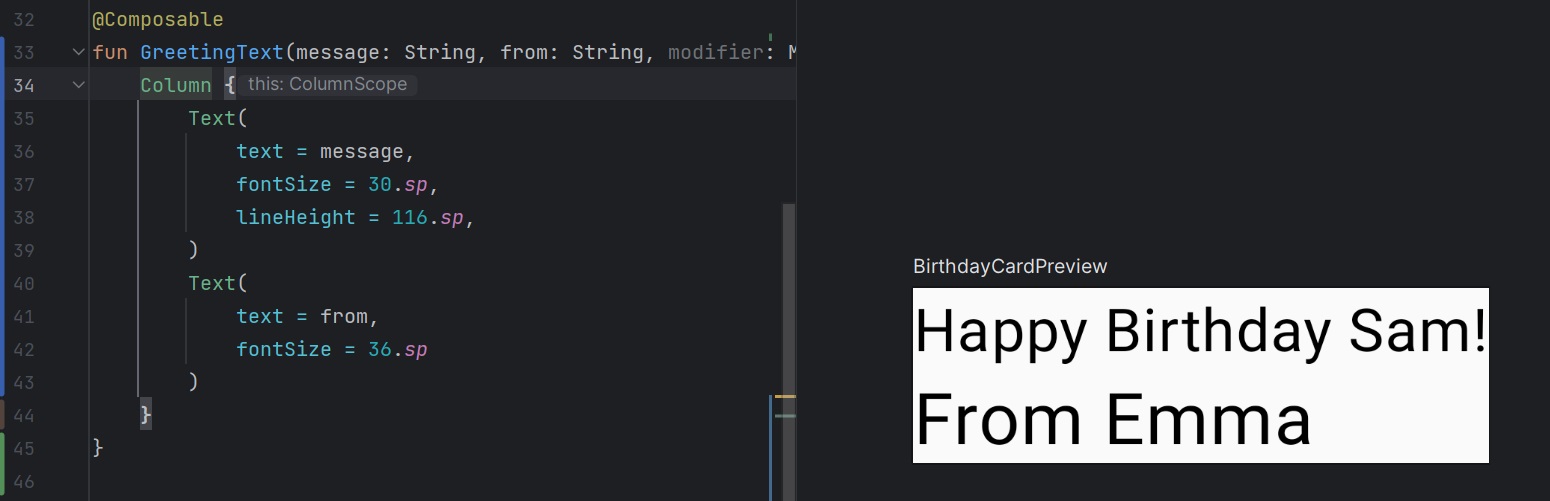 32 @Composable
33 fun GreetingText(message: String, from: String, modifier: M
34 Column { this: ColumnScope
35 Text(
36 text = message,
37 fontSize = 30.sp,
38 lineHeight = 116.sp,
39 )
40 Text(
41 text = from,
42 fontSize = 36.sp
43 )
44 }
45 }
46
BirthdayCardPreview
Happy Birthday Sam!
From Emma